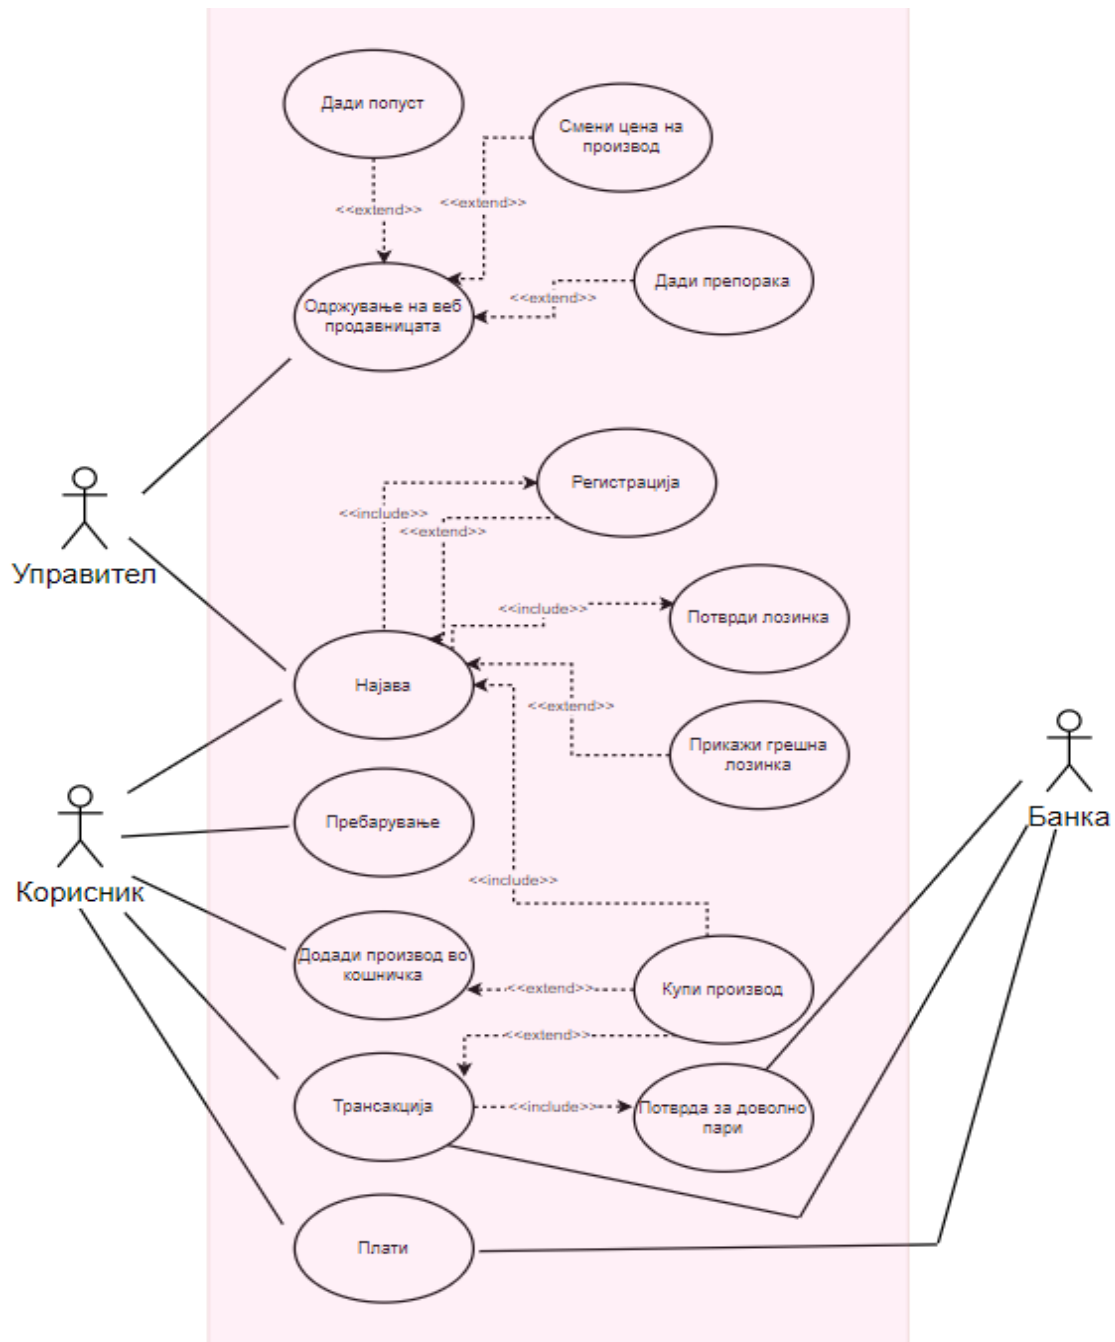 Дади попуст
Смени цена на
производ
<<extend>>
<<extend>>
Дади препорака
<<extend>>
Одржување на веб
продавницата
Регистрација
<<include>>
<<extend>>
Управител
<<include>>
Потврди лозинка
Најава
<<extend>>
Прикажи грешна
лозинка
Пребарување
Банка
<<include>>
Корисник
Додади производ во
кошничка
<<extend>>
Купи производ
<<extend>>
Трансакција
<<include>>
Потврда за доволно
пари
Плати